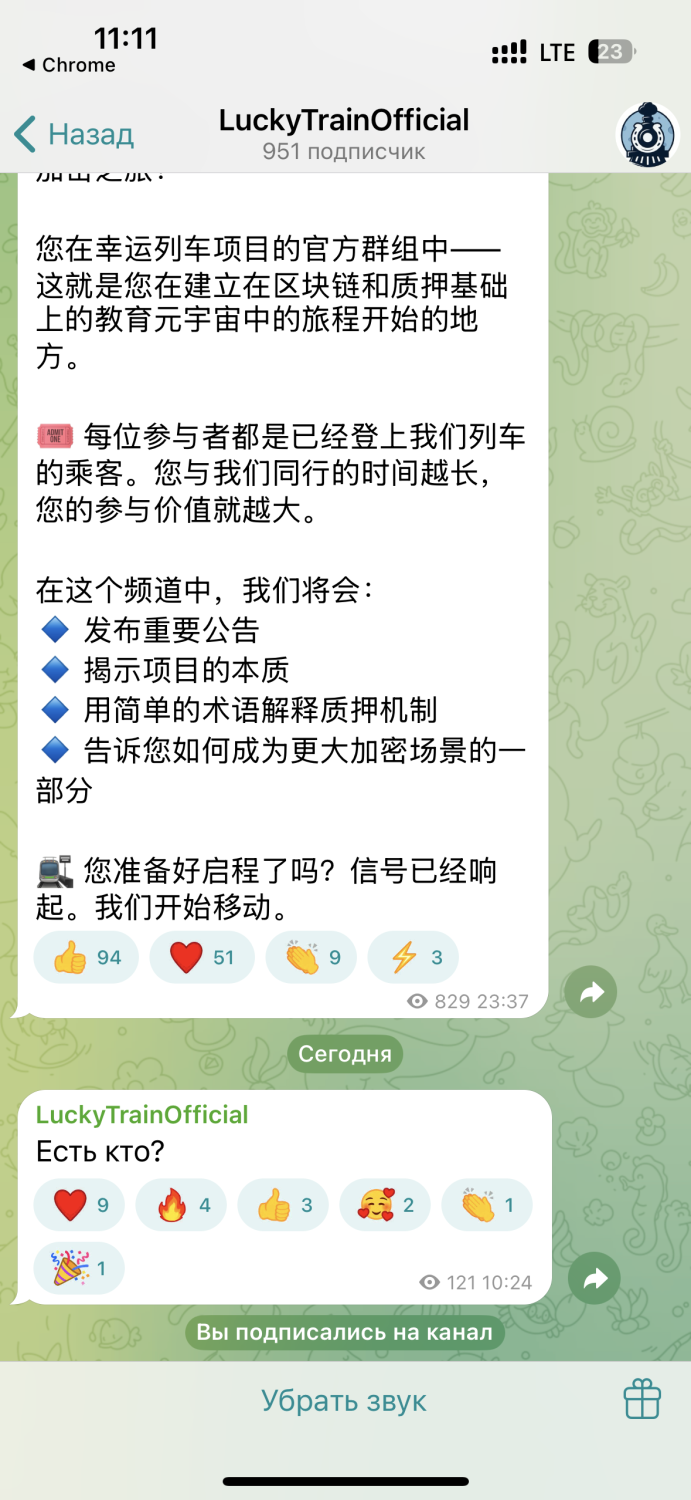 11:11
LTE
23
◀ Chrome
Назад
LuckyTrainOfficial
951 подписчик
您在幸运列车项目的官方群组中——
这就是您在建立在区块链和质押基础
上的教育元宇宙中的旅程开始的地
方。
ADMIT ONE
🎟 每位参与者都是已经登上我们列车
的乘客。您与我们同行的时间越长，
您的参与价值就越大。
在这个频道中，我们将会：
🔷 发布重要公告
🔷 揭示项目的本质
🔷 用简单的术语解释质押机制
🔷 告诉您如何成为更大加密场景的一
部分
🚉 您准备好启程了吗？信号已经响
起。我们开始移动。
👍 94 ❤️ 51 👏 9 ⚡ 3
829 23:37
Сегодня
LuckyTrainOfficial
Есть кто?
❤️ 9 🔥 4 👍 3 🥰 2 👏 1
🎉 1
121 10:24
Вы подписались на канал
Убрать звук